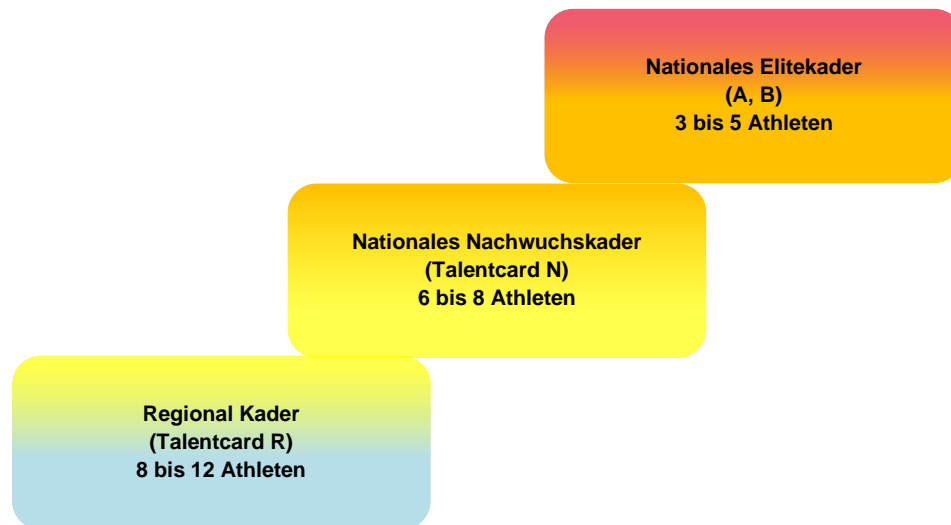 Nationales Elitekader
(A, B)
3 bis 5 Athleten
Nationales Nachwuchskader
(Talentcard N)
6 bis 8 Athleten
Regional Kader
(Talentcard R)
8 bis 12 Athleten